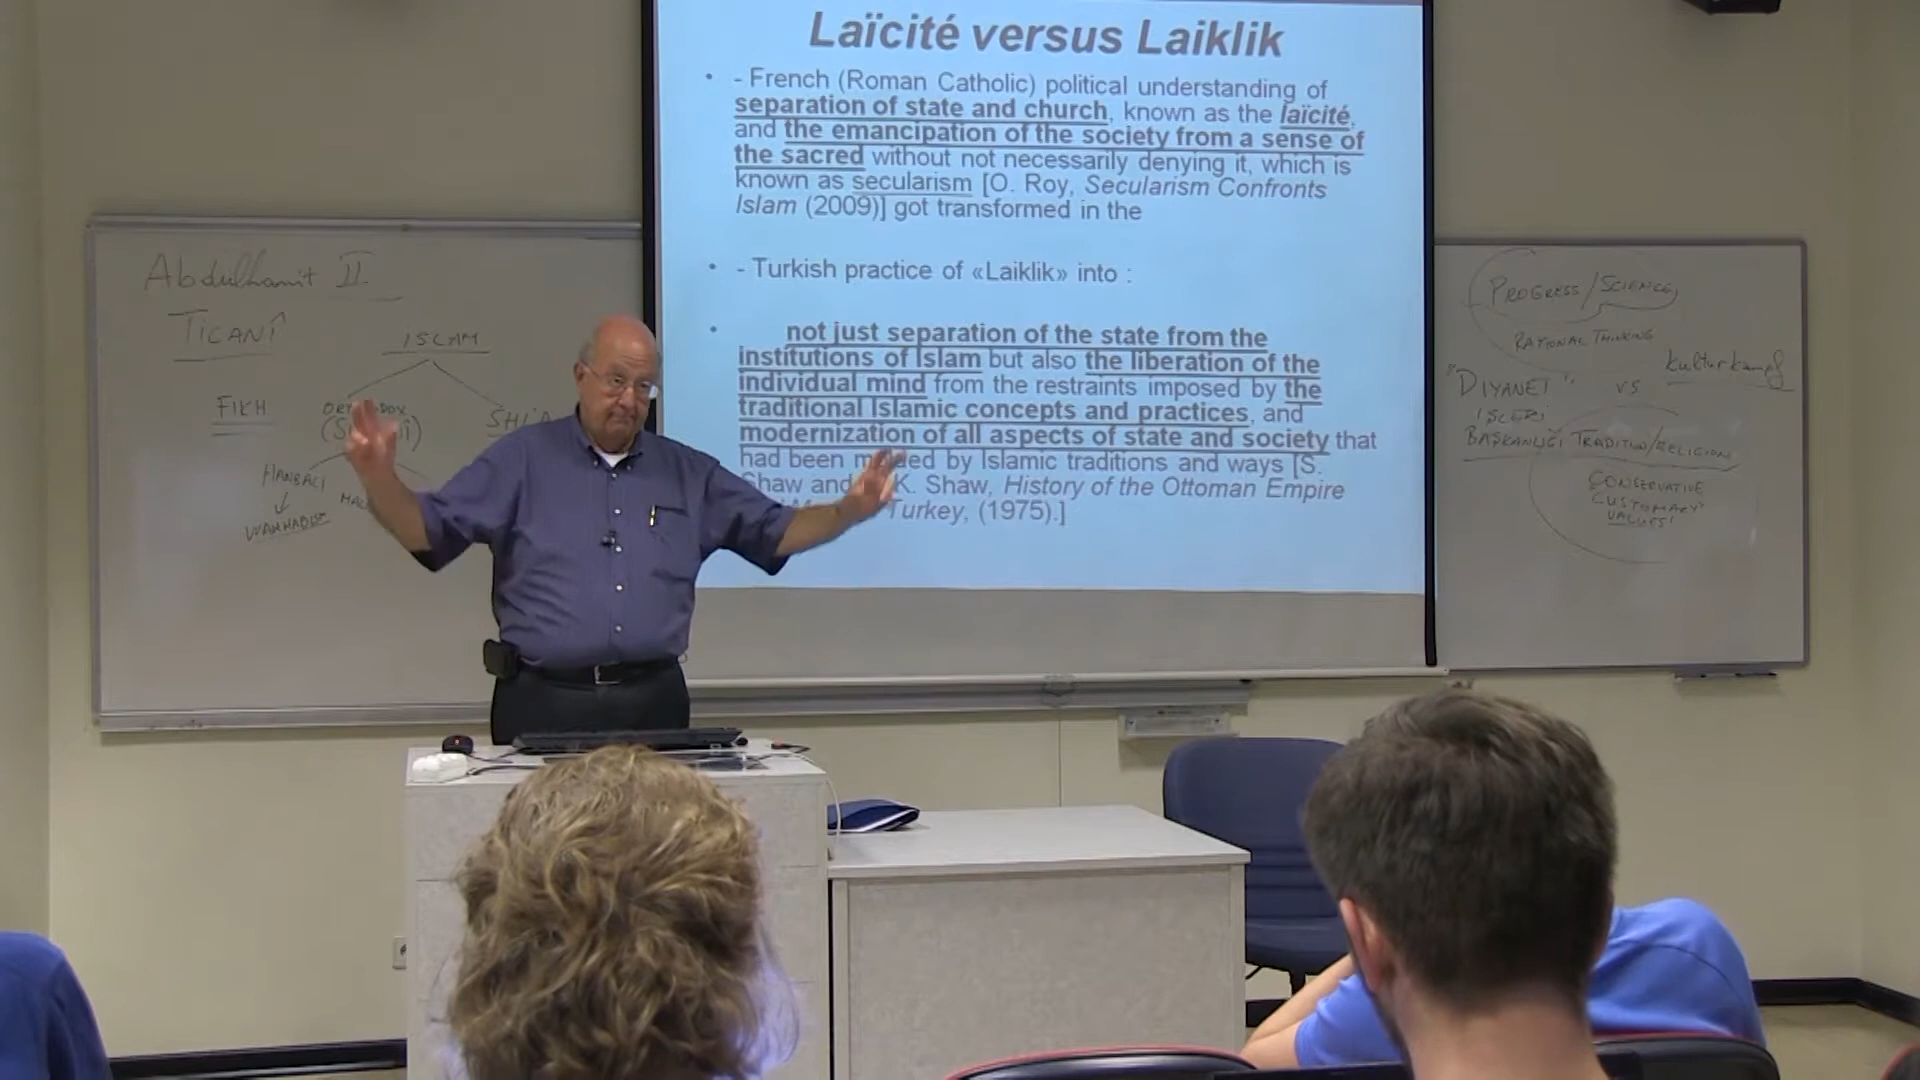 Laïcité versus Laiklik
• - French (Roman Catholic) political understanding of
separation of state and church, known as the laïcité,
and the emancipation of the society from a sense of
the sacred without not necessarily denying it, which is
known as secularism [O. Roy, Secularism Confronts
Islam (2009)] got transformed in the
• - Turkish practice of «Laiklik» into :
• not just separation of the state from the
institutions of Islam but also the liberation of the
individual mind from the restraints imposed by the
traditional Islamic concepts and practices, and
modernization of all aspects of state and society that
had been by Islamic traditions and ways [S.
Shaw and K. Shaw, History of the Ottoman Empire
Turkey, (1975).]
Abdülhamit II.
TICANÎ
ISLAM
FIKH
SHI'A
HANBALI
↓
WAHHABISM
PROGRESS/SCIENCE
RATIONAL THINKING
kulturkampf
"DIYANET" VS
ISLERI
BAŞKANLIĞI TRADITION/RELIGION
CONSERVATIVE
CUSTOMARY
VALUES